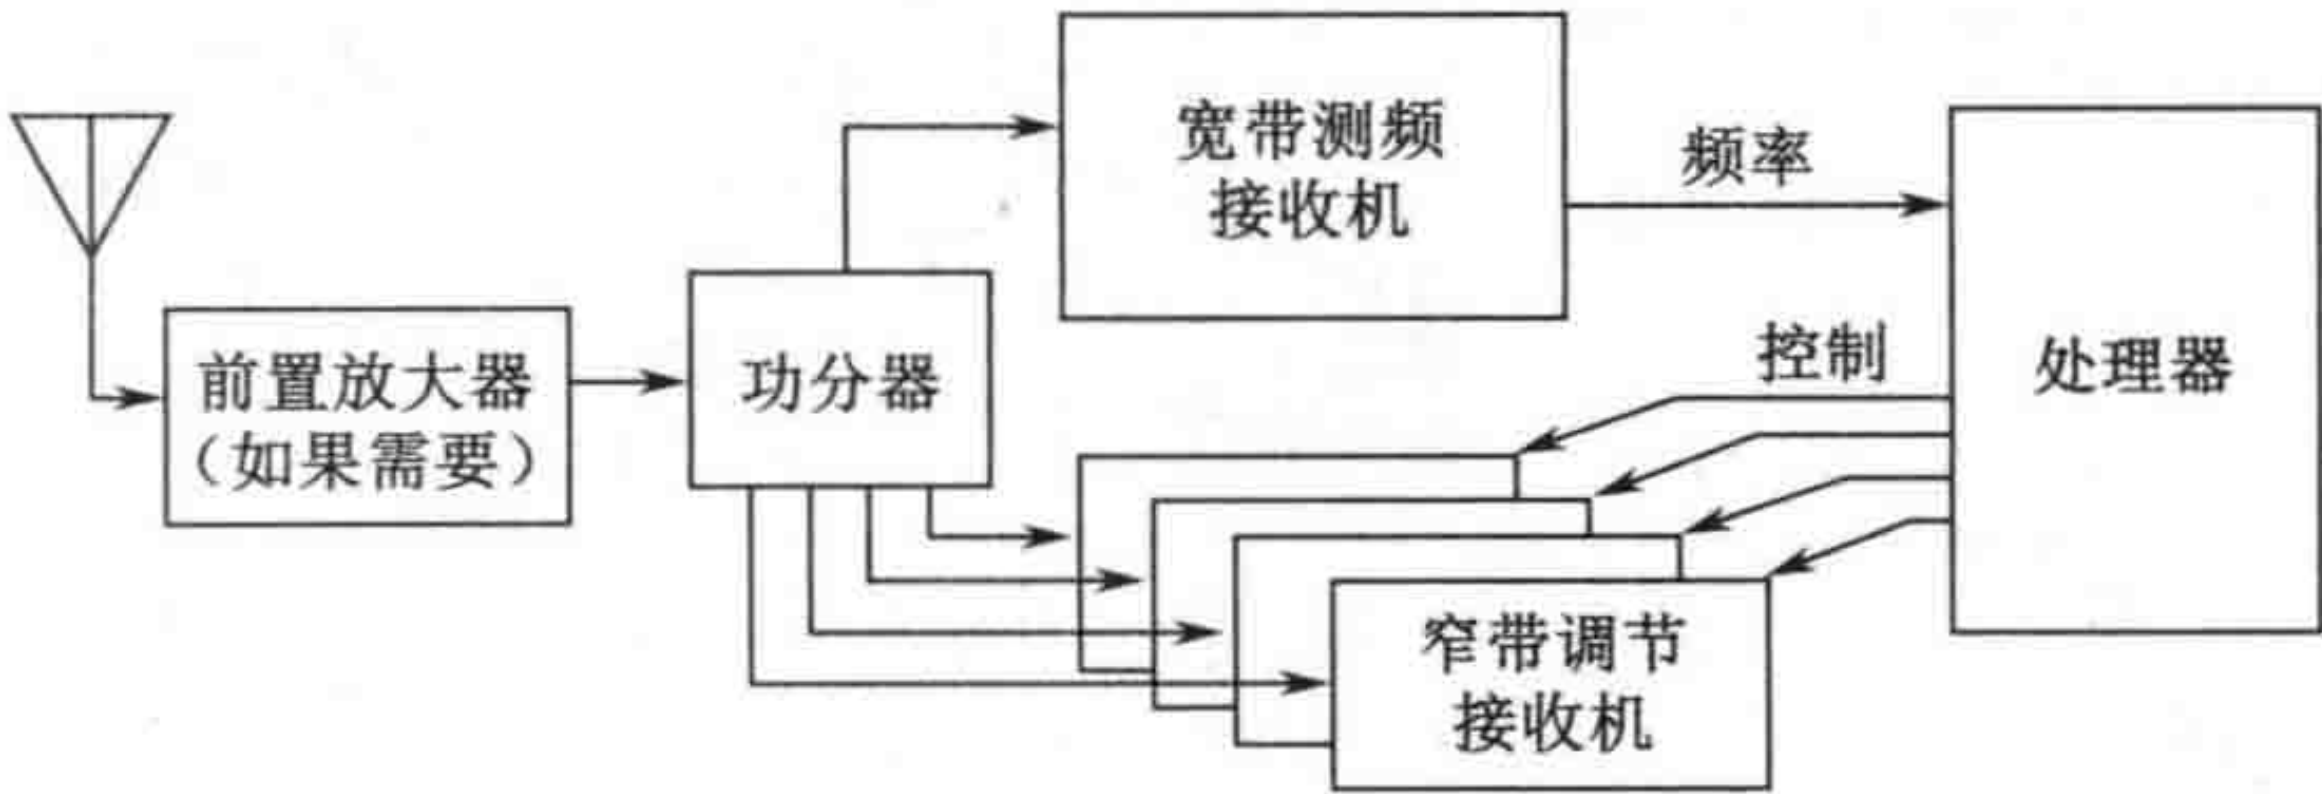 宽带测频
接收机
频率
前置放大器
（如果需要）
功分器
控制
处理器
窄带调节
接收机